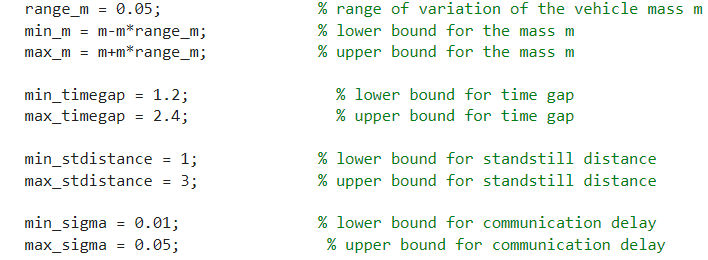 range_m = 0.05; % range of variation of the vehicle mass m
min_m = m-m*range_m; % lower bound for the mass m
max_m = m+m*range_m; % upper bound for the mass m
min_timegap = 1.2; % lower bound for time gap
max_timegap = 2.4; % upper bound for time gap
min_stdistance = 1; % lower bound for standstill distance
max_stdistance = 3; % upper bound for standstill distance
min_sigma = 0.01; % lower bound for communication delay
max_sigma = 0.05; % upper bound for communication delay